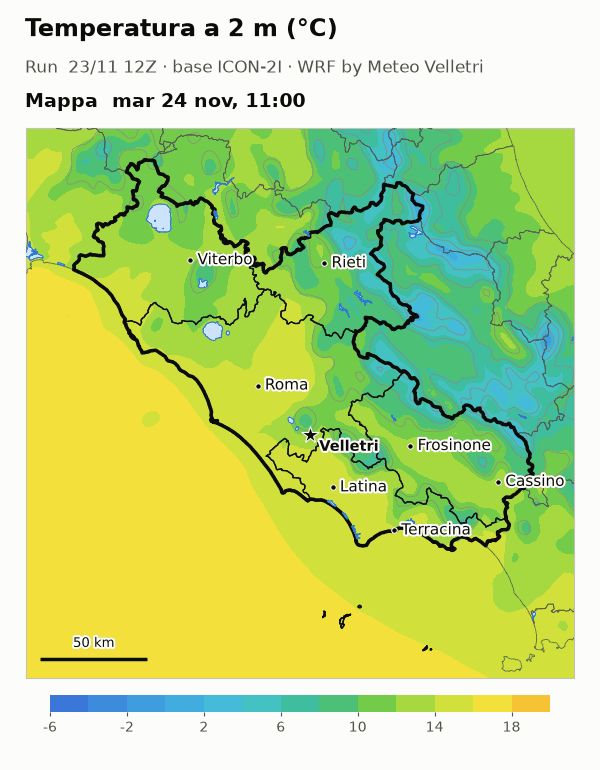 Temperatura a 2 m (°C)
Run  23/11 12Z · base ICON-2I · WRF by Meteo Velletri
Mappa  mar 24 nov, 11:00
Viterbo
Rieti
Roma
Velletri
Frosinone
Latina
Cassino
Terracina
50 km
-6 -2 2 6 10 14 18